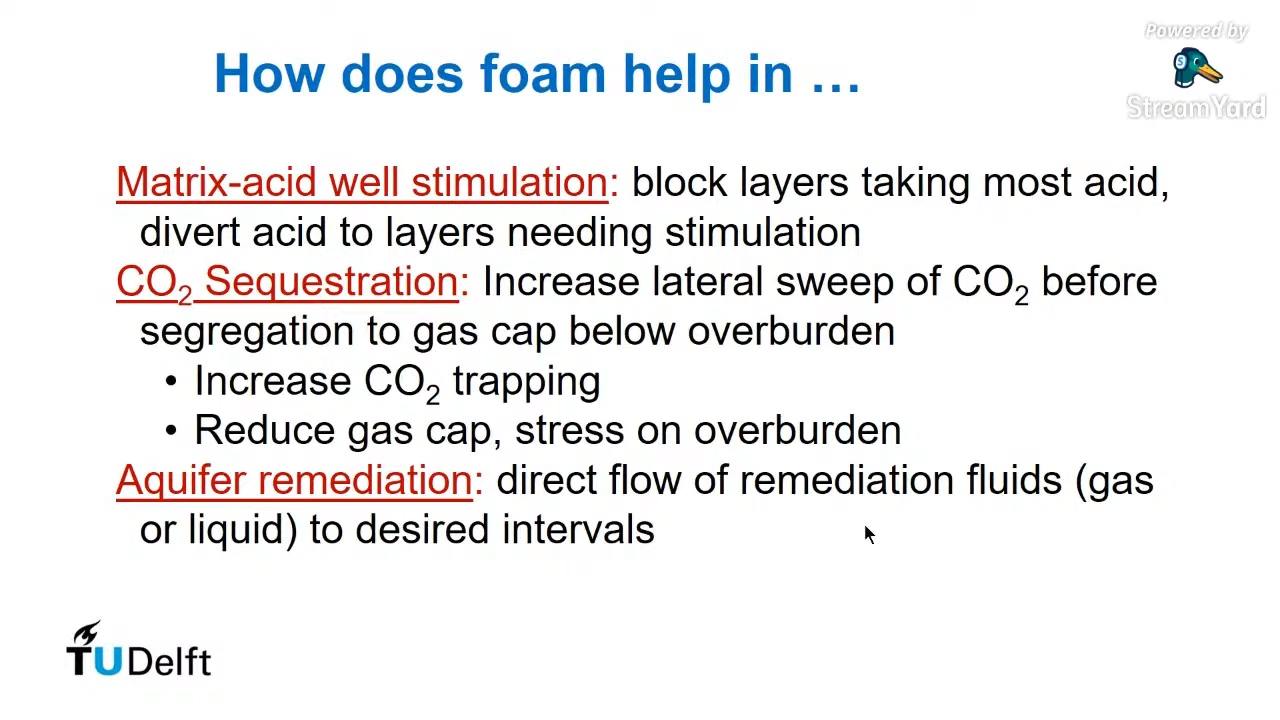 Powered by
StreamYard
How does foam help in …
Matrix-acid well stimulation: block layers taking most acid,
divert acid to layers needing stimulation
CO₂ Sequestration: Increase lateral sweep of CO₂ before
segregation to gas cap below overburden
• Increase CO₂ trapping
• Reduce gas cap, stress on overburden
Aquifer remediation: direct flow of remediation fluids (gas
or liquid) to desired intervals
TU Delft